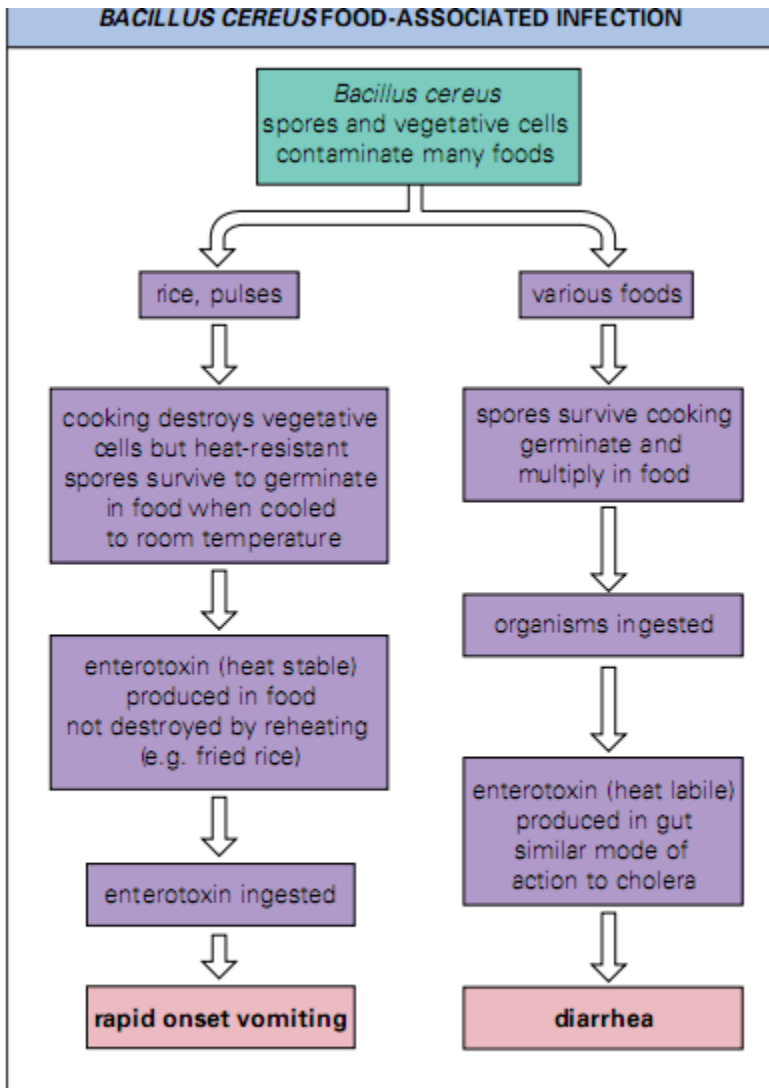 BACILLUS CEREUS FOOD-ASSOCIATED INFECTION
Bacillus cereus
spores and vegetative cells
contaminate many foods
rice, pulses
cooking destroys vegetative
cells but heat-resistant
spores survive to germinate
in food when cooled
to room temperature
enterotoxin (heat stable)
produced in food
not destroyed by reheating
(e.g. fried rice)
enterotoxin ingested
rapid onset vomiting
various foods
spores survive cooking
germinate and
multiply in food
organisms ingested
enterotoxin (heat labile)
produced in gut
similar mode of
action to cholera
diarrhea